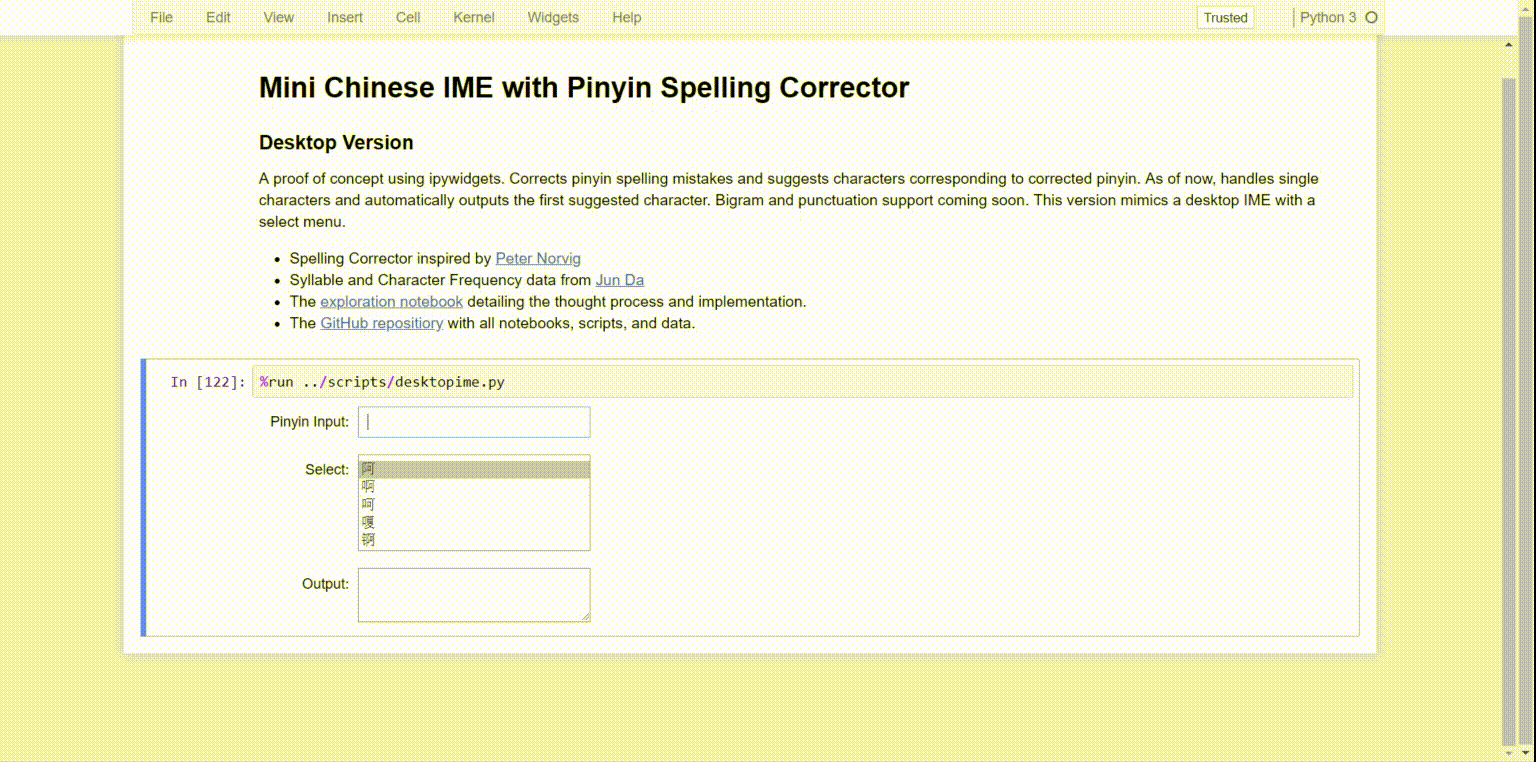 File Edit View Insert Cell Kernel Widgets Help Trusted Python 3
Mini Chinese IME with Pinyin Spelling Corrector
Desktop Version
A proof of concept using ipywidgets. Corrects pinyin spelling mistakes and suggests characters corresponding to corrected pinyin. As of now, handles single
characters and automatically outputs the first suggested character. Bigram and punctuation support coming soon. This version mimics a desktop IME with a
select menu.
Spelling Corrector inspired by Peter Norvig
Syllable and Character Frequency data from Jun Da
The exploration notebook detailing the thought process and implementation.
The GitHub repositiory with all notebooks, scripts, and data.
In [122]: %run ../scripts/desktopime.py
Pinyin Input:
Select: 阿
啊
呵
嗄
锕
Output: